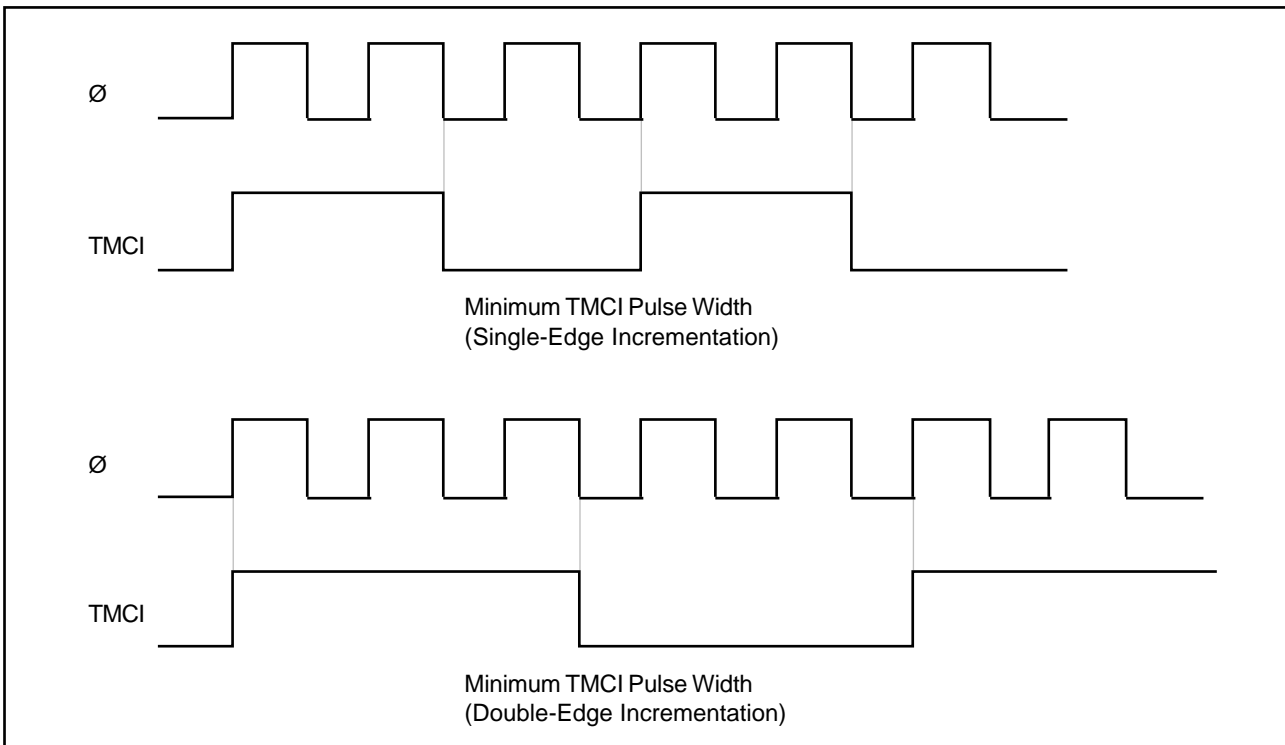 Ø
TMCI
Minimum TMCI Pulse Width
(Single-Edge Incrementation)
Ø
TMCI
Minimum TMCI Pulse Width
(Double-Edge Incrementation)